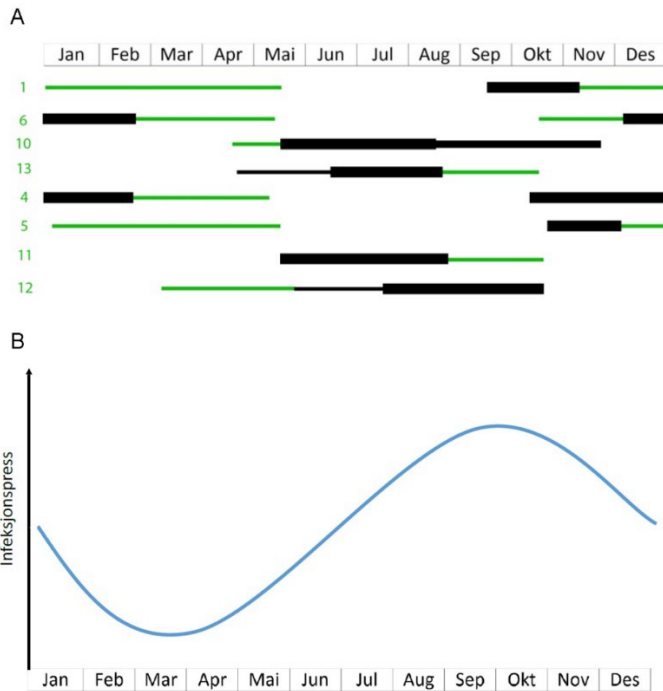 A
Jan Feb Mar Apr Mai Jun Jul Aug Sep Okt Nov Des
1
6
10
13
4
5
11
12
B
Infeksjonspress
Jan Feb Mar Apr Mai Jun Jul Aug Sep Okt Nov Des